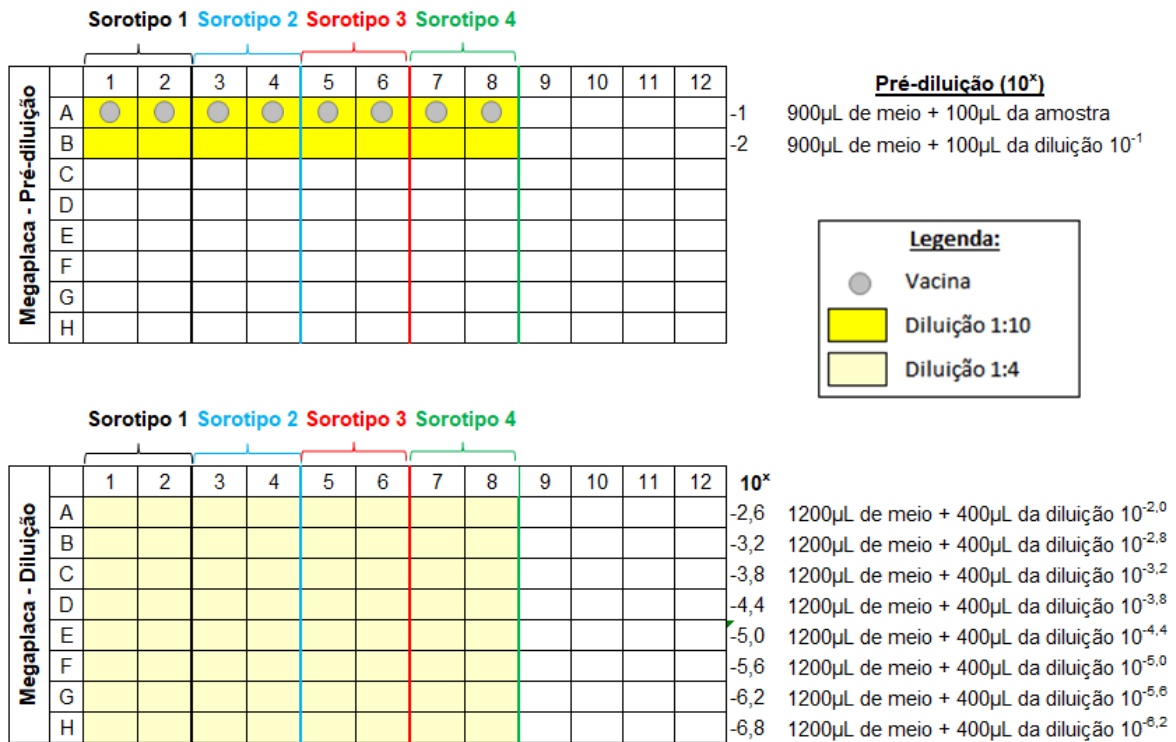 Sorotipo 1 Sorotipo 2 Sorotipo 3 Sorotipo 4
Megaplaca - Pré-diluição
1 2 3 4 5 6 7 8 9 10 11 12
Pré-diluição (10ˣ)
A -1 900µL de meio + 100µL da amostra
B -2 900µL de meio + 100µL da diluição 10⁻¹
C
D
E
F
G
H
Legenda:
Vacina
Diluição 1:10
Diluição 1:4
Sorotipo 1 Sorotipo 2 Sorotipo 3 Sorotipo 4
Megaplaca - Diluição
1 2 3 4 5 6 7 8 9 10 11 12 10ˣ
A -2,6 1200µL de meio + 400µL da diluição 10⁻²,⁰
B -3,2 1200µL de meio + 400µL da diluição 10⁻²,⁸
C -3,8 1200µL de meio + 400µL da diluição 10⁻³,²
D -4,4 1200µL de meio + 400µL da diluição 10⁻³,⁸
E -5,0 1200µL de meio + 400µL da diluição 10⁻⁴,⁴
F -5,6 1200µL de meio + 400µL da diluição 10⁻⁵,⁰
G -6,2 1200µL de meio + 400µL da diluição 10⁻⁵,⁶
H -6,8 1200µL de meio + 400µL da diluição 10⁻⁶,²